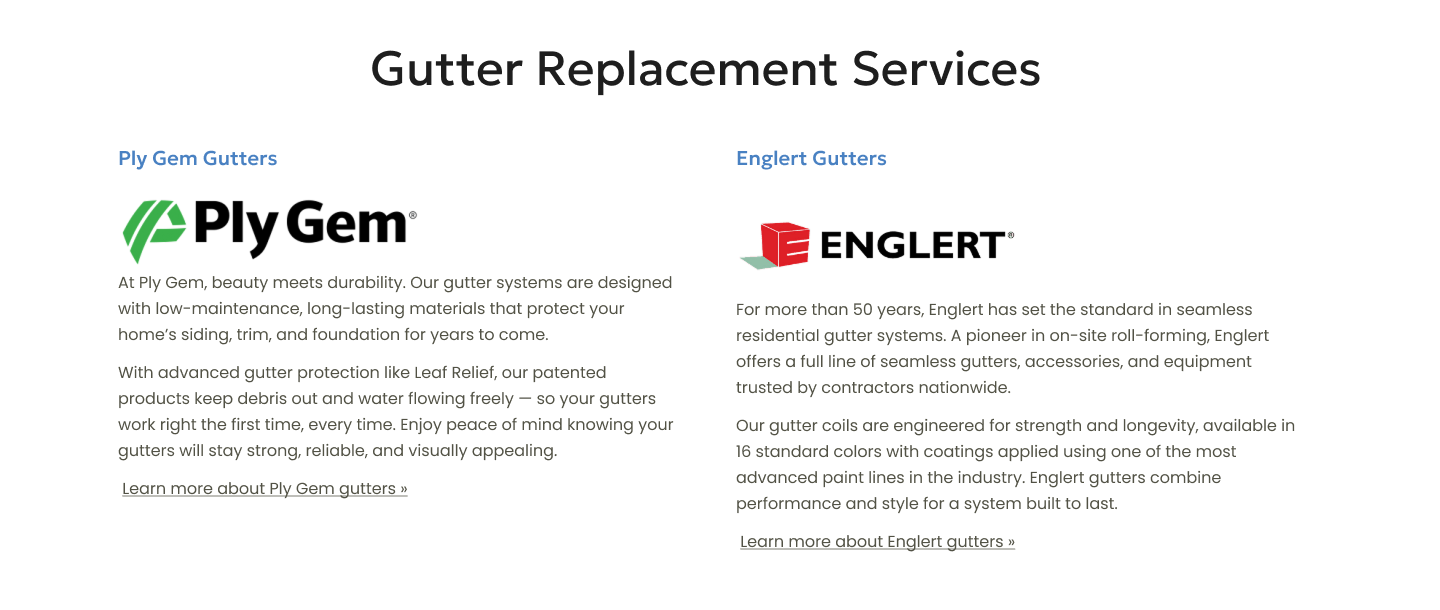 Gutter Replacement Services
Ply Gem Gutters
Ply Gem®
At Ply Gem, beauty meets durability. Our gutter systems are designed
with low-maintenance, long-lasting materials that protect your
home’s siding, trim, and foundation for years to come.
With advanced gutter protection like Leaf Relief, our patented
products keep debris out and water flowing freely — so your gutters
work right the first time, every time. Enjoy peace of mind knowing your
gutters will stay strong, reliable, and visually appealing.
Learn more about Ply Gem gutters »
Englert Gutters
E ENGLERT®
For more than 50 years, Englert has set the standard in seamless
residential gutter systems. A pioneer in on-site roll-forming, Englert
offers a full line of seamless gutters, accessories, and equipment
trusted by contractors nationwide.
Our gutter coils are engineered for strength and longevity, available in
16 standard colors with coatings applied using one of the most
advanced paint lines in the industry. Englert gutters combine
performance and style for a system built to last.
Learn more about Englert gutters »